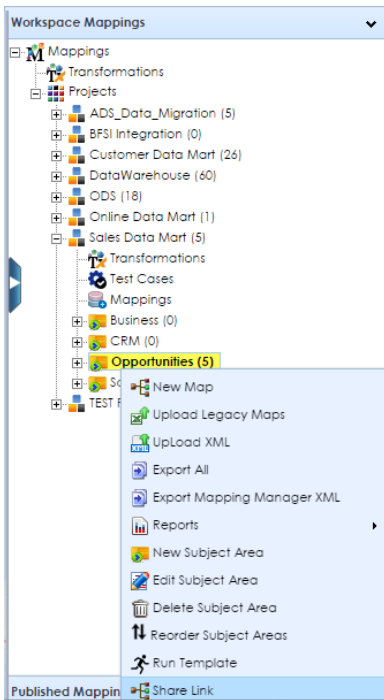 Workspace Mappings
Mappings
Transformations
Projects
ADS_Data_Migration (5)
BFSI Integration (0)
Customer Data Mart (26)
DataWarehouse (60)
ODS (18)
Online Data Mart (1)
Sales Data Mart (5)
Transformations
Test Cases
Mappings
Business (0)
CRM (0)
Opportunities (5)
TEST
New Map
Upload Legacy Maps
UpLoad XML
Export All
Export Mapping Manager XML
Reports
New Subject Area
Edit Subject Area
Delete Subject Area
Reorder Subject Areas
Run Template
Published Mappin
Share Link